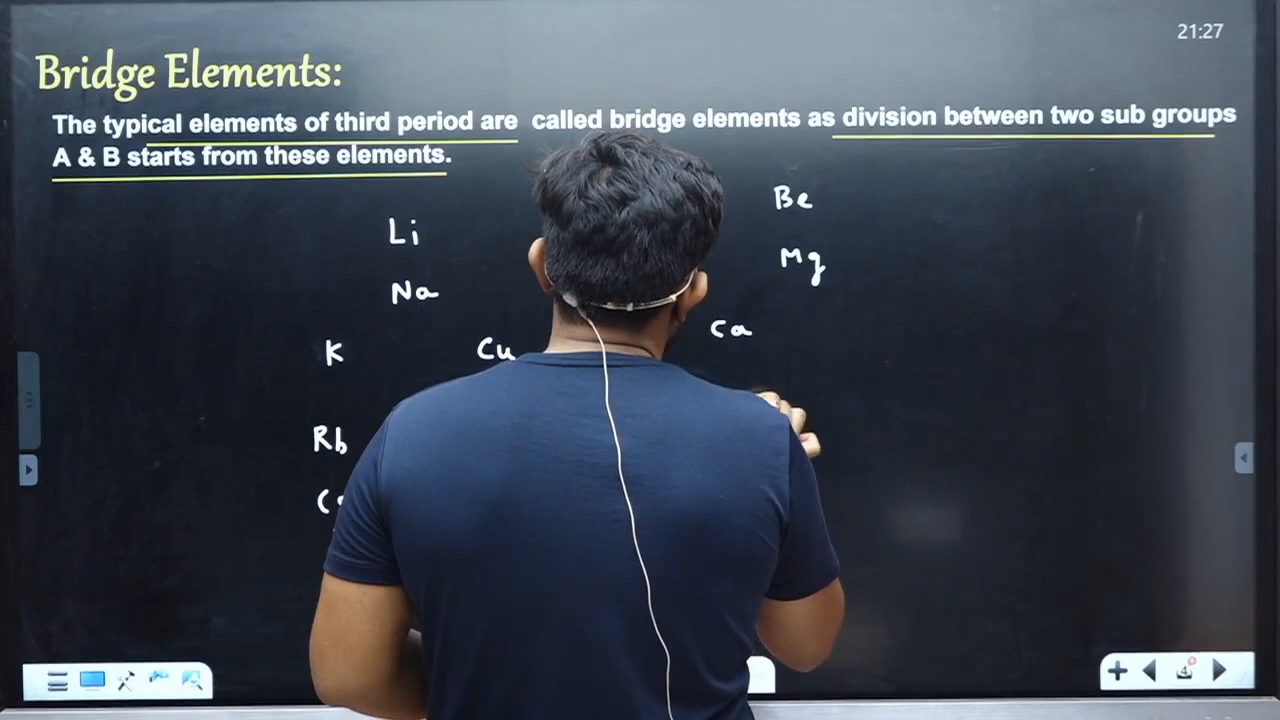 21:27
Bridge Elements:
The typical elements of third period are called bridge elements as division between two sub groups
A & B starts from these elements.
Be
Li
Mg
Na
Ca
K Cu
Rb